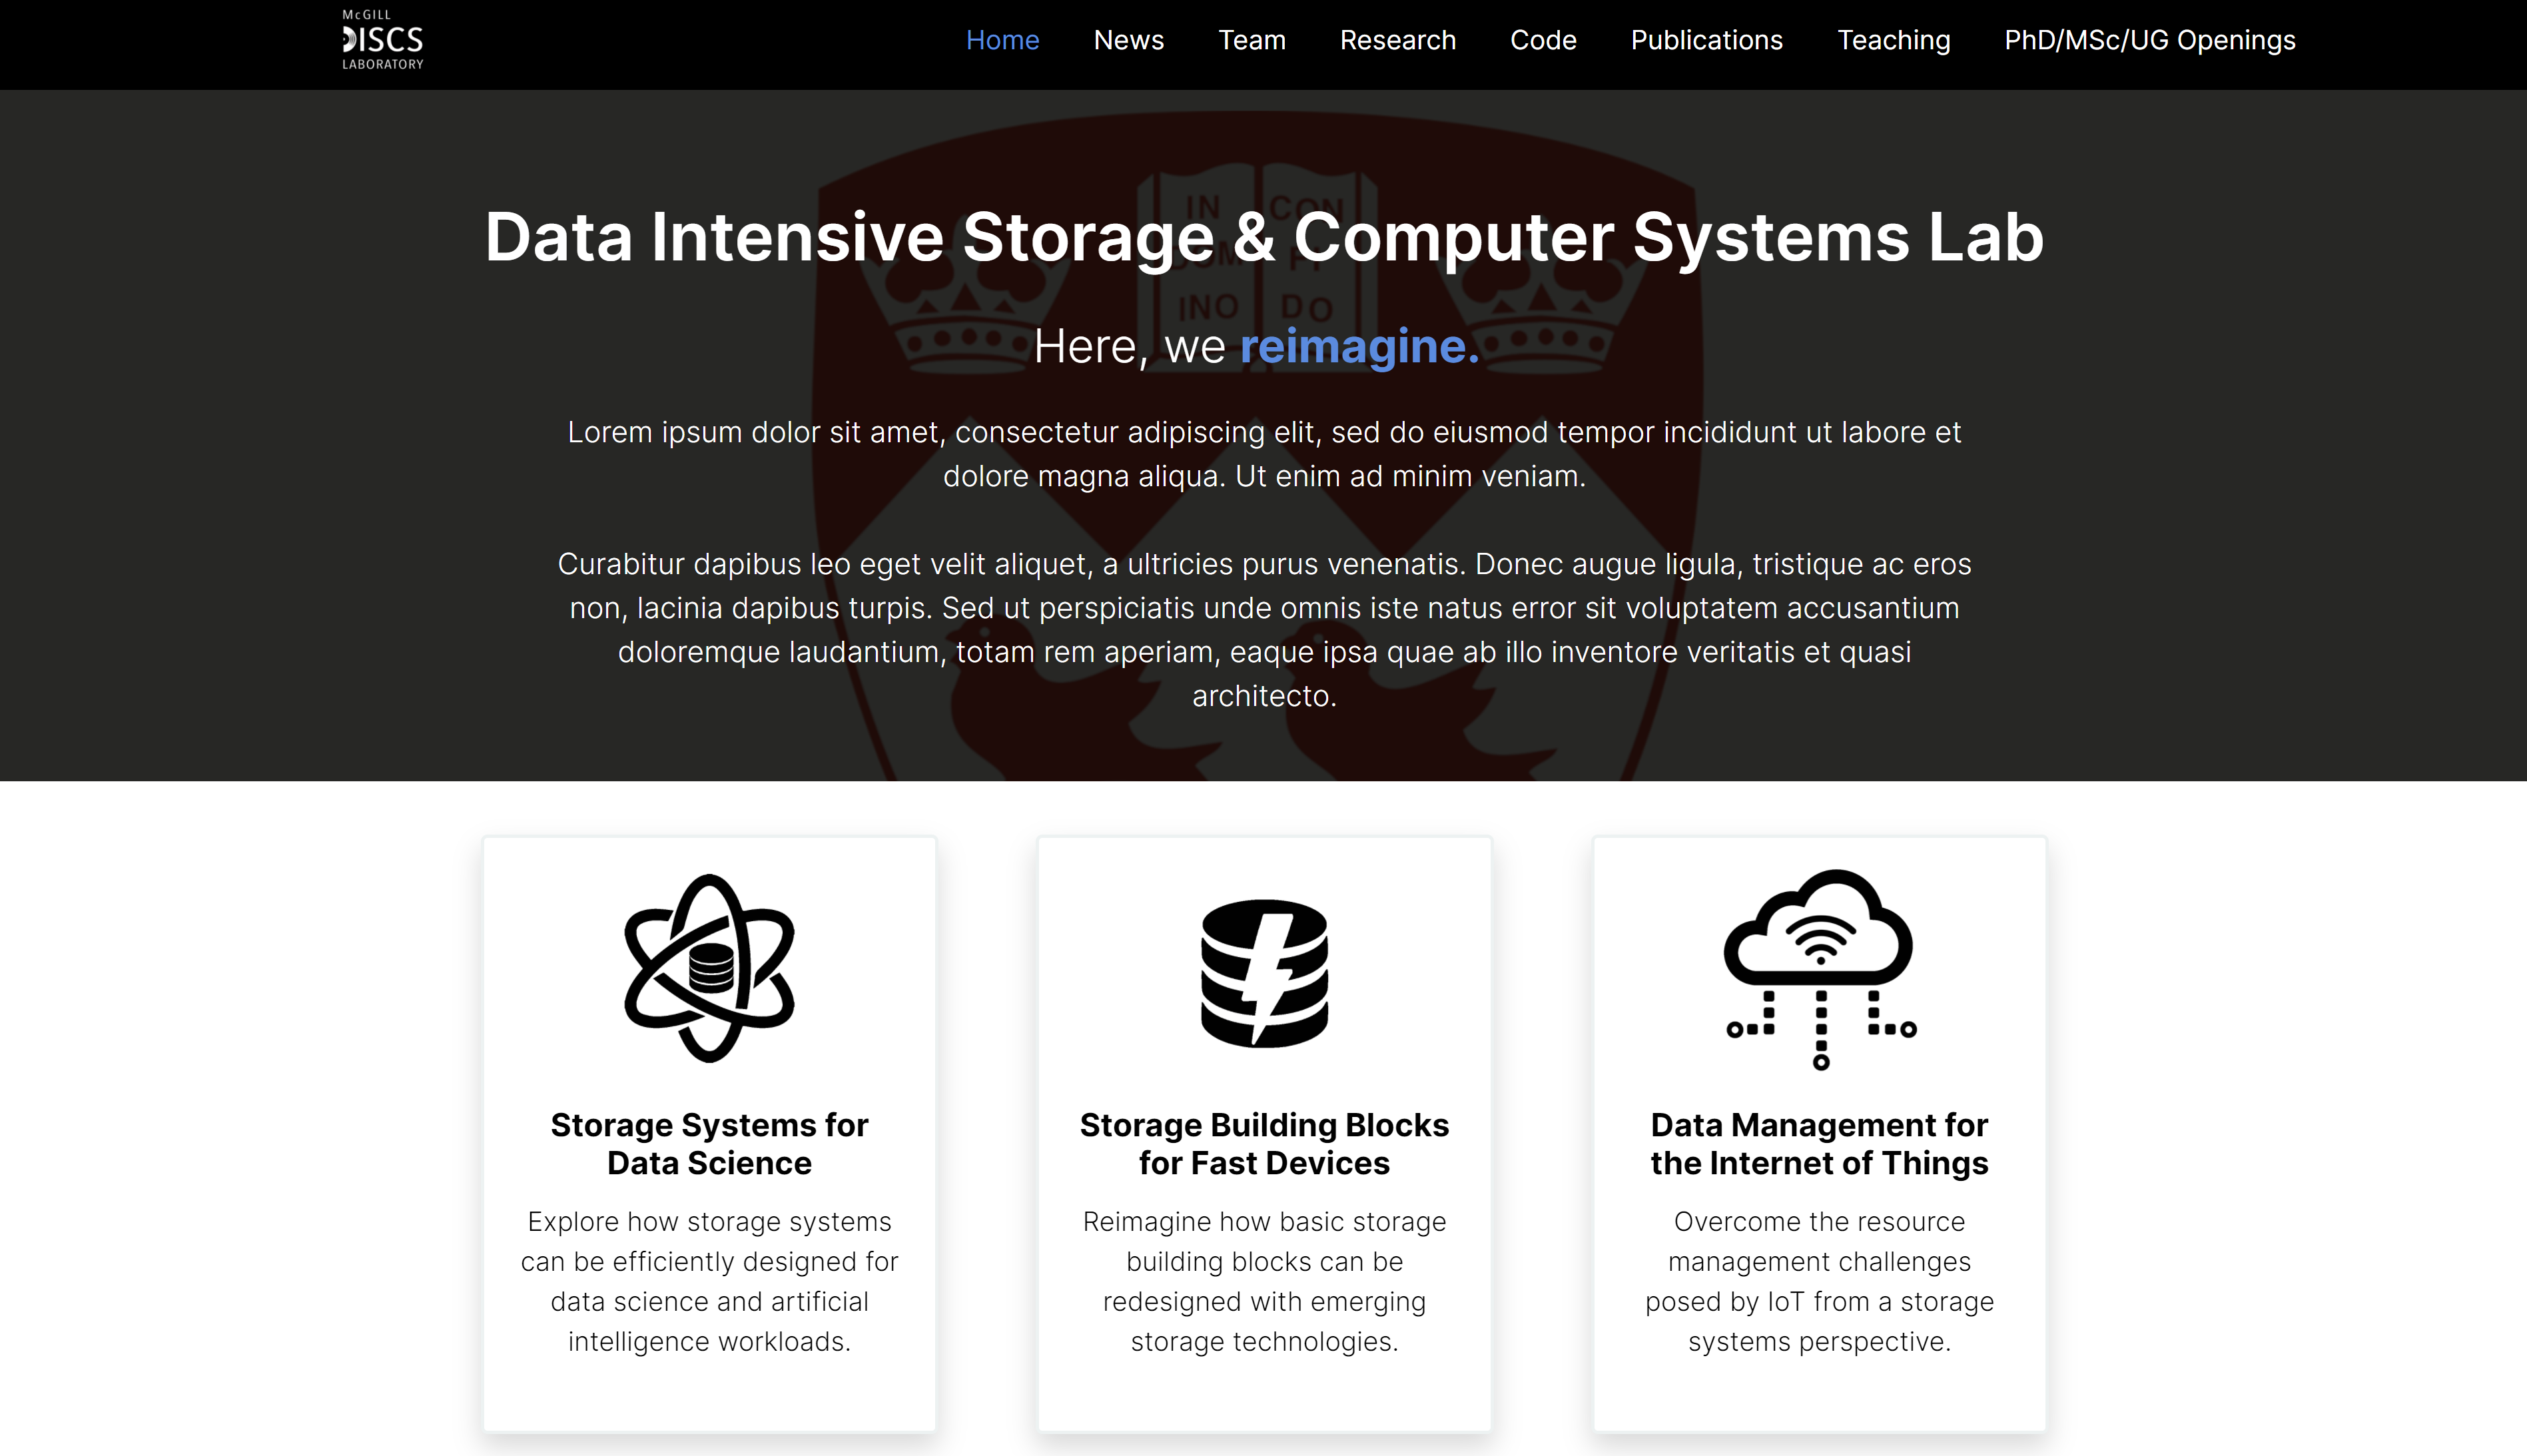 McGILL
DISCS
LABORATORY
Home News Team Research Code Publications Teaching PhD/MSc/UG Openings
IN CON
DOM FI
INO DO
Data Intensive Storage & Computer Systems Lab
Here, we reimagine.
Lorem ipsum dolor sit amet, consectetur adipiscing elit, sed do eiusmod tempor incididunt ut labore et
dolore magna aliqua. Ut enim ad minim veniam.
Curabitur dapibus leo eget velit aliquet, a ultricies purus venenatis. Donec augue ligula, tristique ac eros
non, lacinia dapibus turpis. Sed ut perspiciatis unde omnis iste natus error sit voluptatem accusantium
doloremque laudantium, totam rem aperiam, eaque ipsa quae ab illo inventore veritatis et quasi
architecto.
Storage Systems for
Data Science
Explore how storage systems
can be efficiently designed for
data science and artificial
intelligence workloads.
Storage Building Blocks
for Fast Devices
Reimagine how basic storage
building blocks can be
redesigned with emerging
storage technologies.
Data Management for
the Internet of Things
Overcome the resource
management challenges
posed by IoT from a storage
systems perspective.